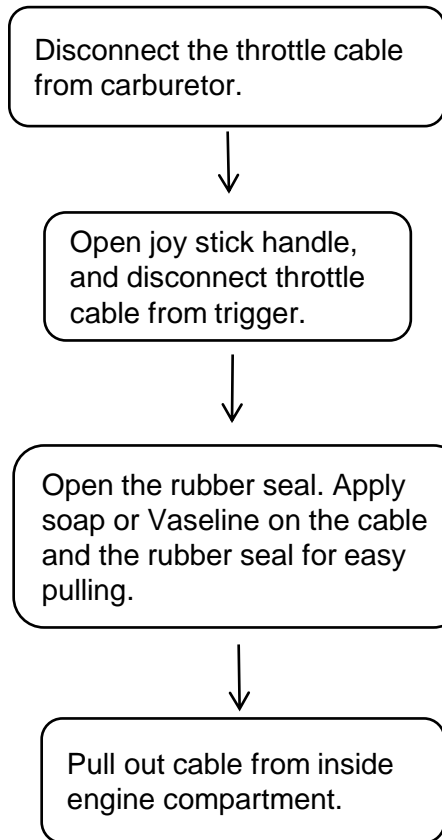 Disconnect the throttle cable
from carburetor.
Open joy stick handle,
and disconnect throttle
cable from trigger.
Open the rubber seal. Apply
soap or Vaseline on the cable
and the rubber seal for easy
pulling.
Pull out cable from inside
engine compartment.